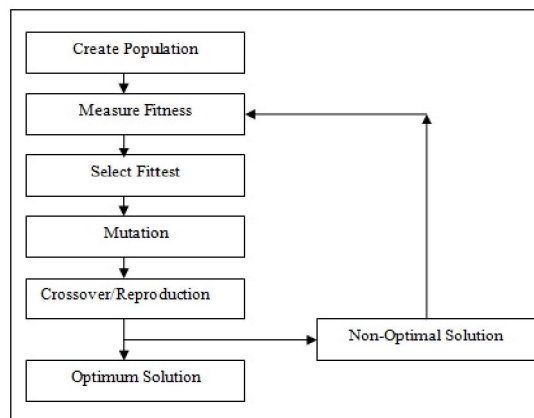 Create Population
Measure Fitness
Select Fittest
Mutation
Crossover/Reproduction
Non-Optimal Solution
Optimum Solution